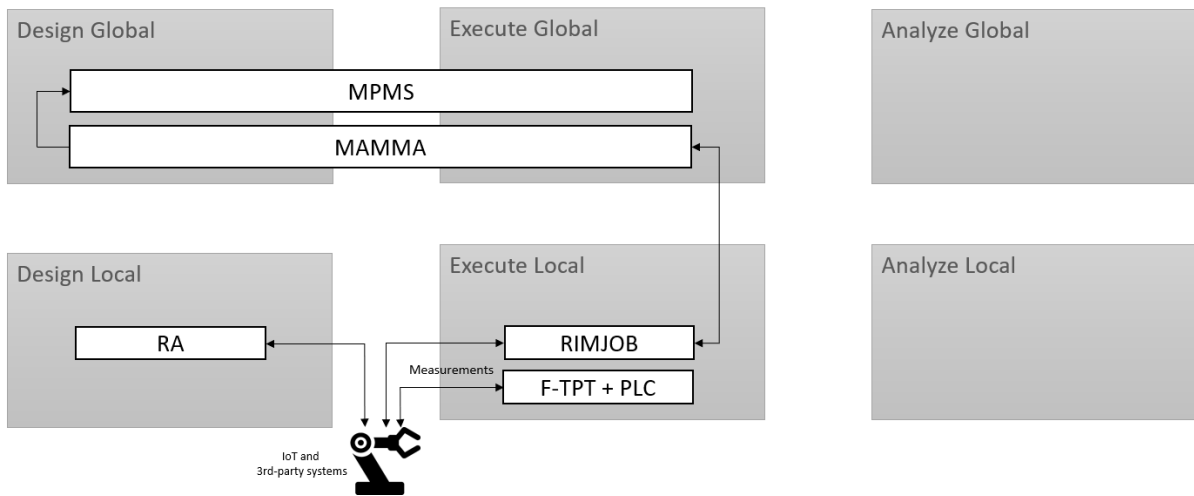 Design Global
Execute Global
Analyze Global
MPMS
MAMMA
Design Local
Execute Local
Analyze Local
RA
RIMJOB
Measurements
F-TPT + PLC
IoT and
3rd-party systems